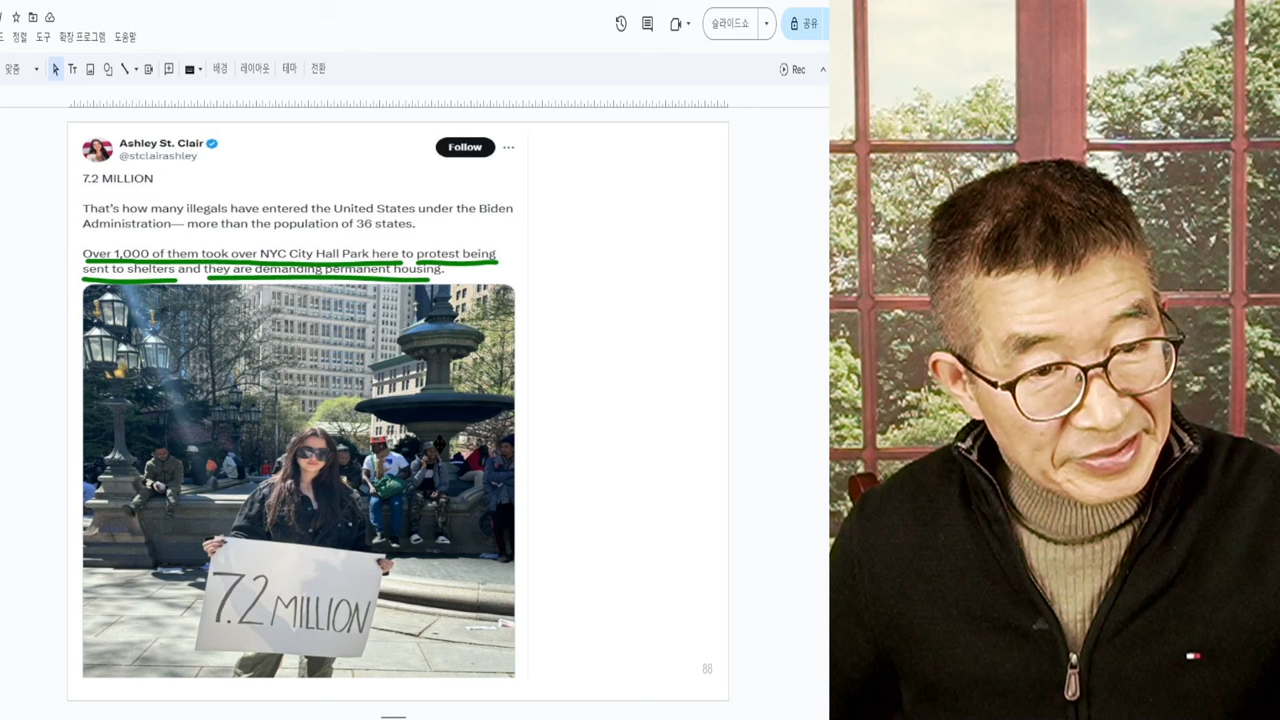 슬라이드쇼
공유
정렬 도구 확장 프로그램 도움말
맞춤
배경 레이아웃 테마 전환
Rec
Ashley St. Clair
@stclairashley
Follow
7.2 MILLION
That's how many illegals have entered the United States under the Biden
Administration— more than the population of 36 states.
Over 1,000 of them took over NYC City Hall Park here to protest being
sent to shelters and they are demanding permanent housing.
7.2 MILLION
88